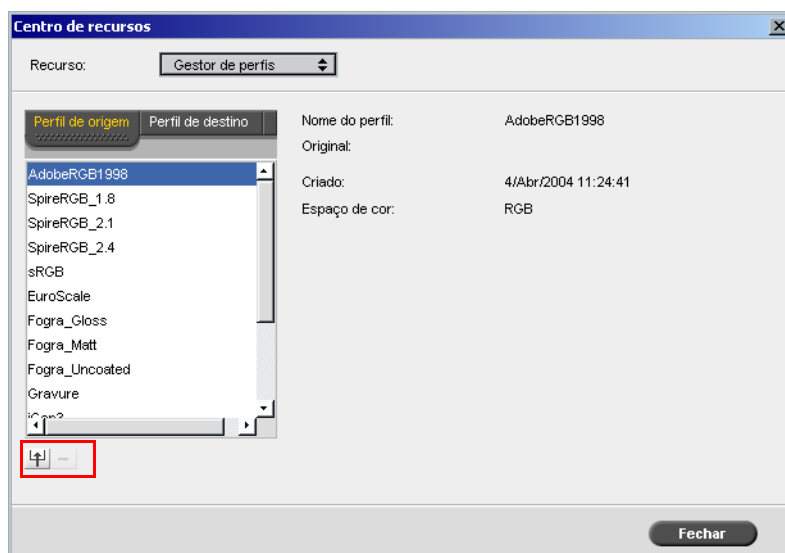 Centro de recursos
Recurso: Gestor de perfis
Perfil de origem Perfil de destino
Nome do perfil: AdobeRGB1998
Original:
Criado: 4/Abr/2004 11:24:41
Espaço de cor: RGB
AdobeRGB1998
SpireRGB_1.8
SpireRGB_2.1
SpireRGB_2.4
sRGB
EuroScale
Fogra_Gloss
Fogra_Matt
Fogra_Uncoated
Gravure
Fechar